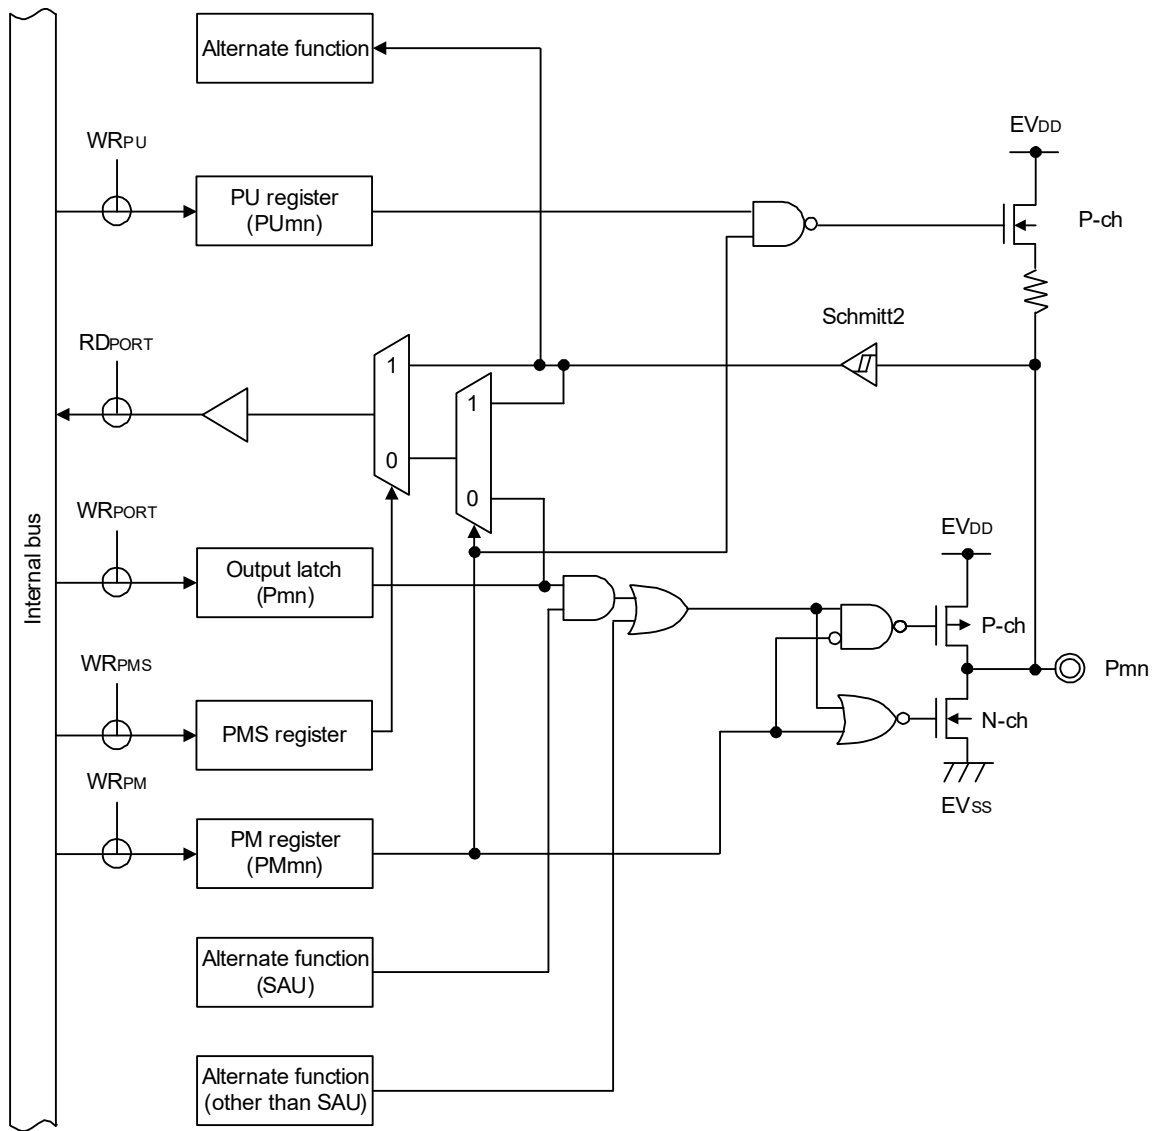 Alternate function
EVDD
WRPU
PU register
(PUmn)
P-ch
Schmitt2
RDPORT
1
1
0
0
WRPORT
EVDD
Output latch
(Pmn)
Internal bus
P-ch
WRPMS
Pmn
PMS register
N-ch
WRPM
EVSS
PM register
(PMmn)
Alternate function
(SAU)
Alternate function
(other than SAU)